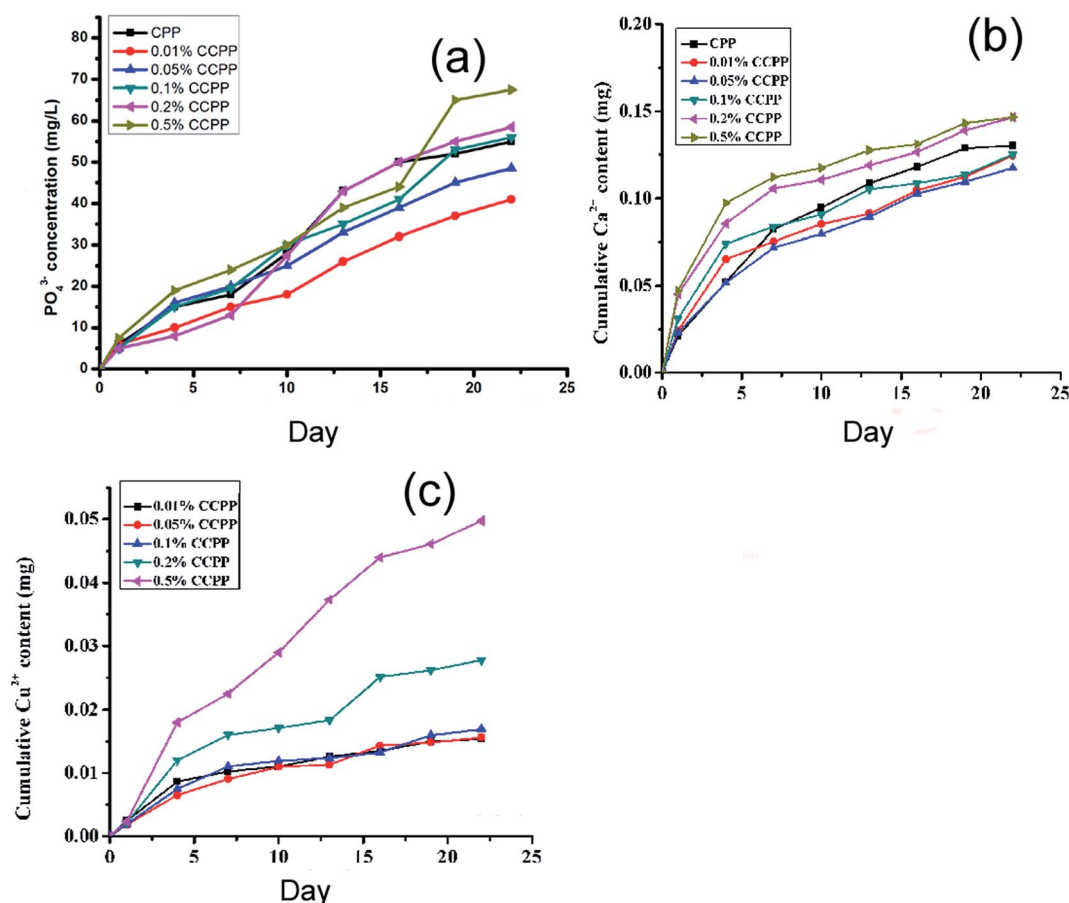 (a)
PO₄³⁻ concentration (mg/L)
80
70
60
50
40
30
20
10
0
CPP
0.01% CCPP
0.05% CCPP
0.1% CCPP
0.2% CCPP
0.5% CCPP
0 5 10 15 20 25
Day
(b)
Cumulative Ca²⁻ content (mg)
0.20
0.15
0.10
0.05
0.00
CPP
0.01% CCPP
0.05% CCPP
0.1% CCPP
0.2% CCPP
0.5% CCPP
0 5 10 15 20 25
Day
(c)
Cumulative Cu²⁺ content (mg)
0.05
0.04
0.03
0.02
0.01
0.00
0.01% CCPP
0.05% CCPP
0.1% CCPP
0.2% CCPP
0.5% CCPP
0 5 10 15 20 25
Day